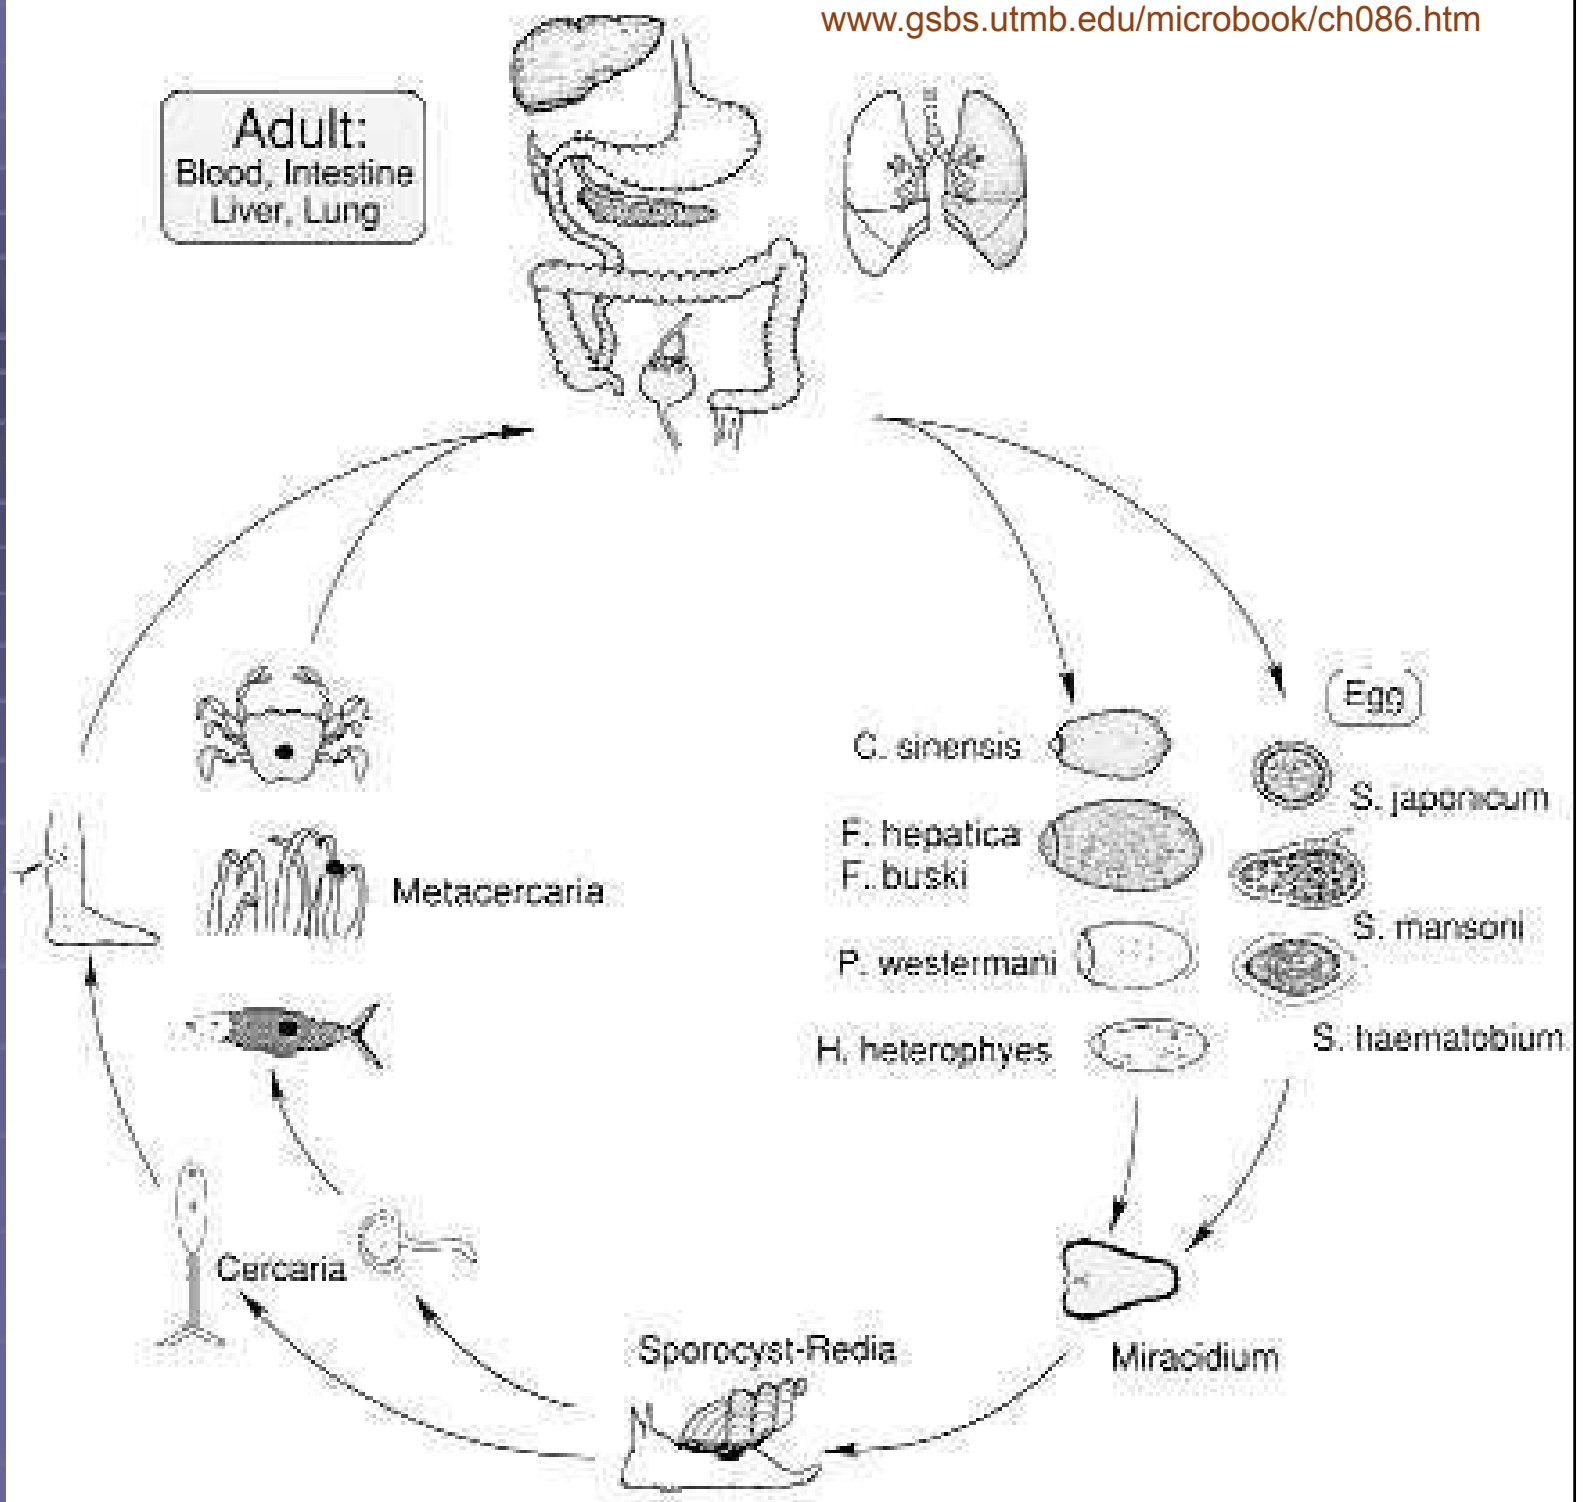 www.gsbs.utmb.edu/microbook/ch086.htm
Adult:
Blood, Intestine
Liver, Lung
Egg
C. sinensis
S. japonicum
F. hepatica
F. buski
Metacercaria
S. mansoni
P. westermani
H. heterophyes
S. haematobium
Cercaria
Sporocyst-Redia
Miracidium